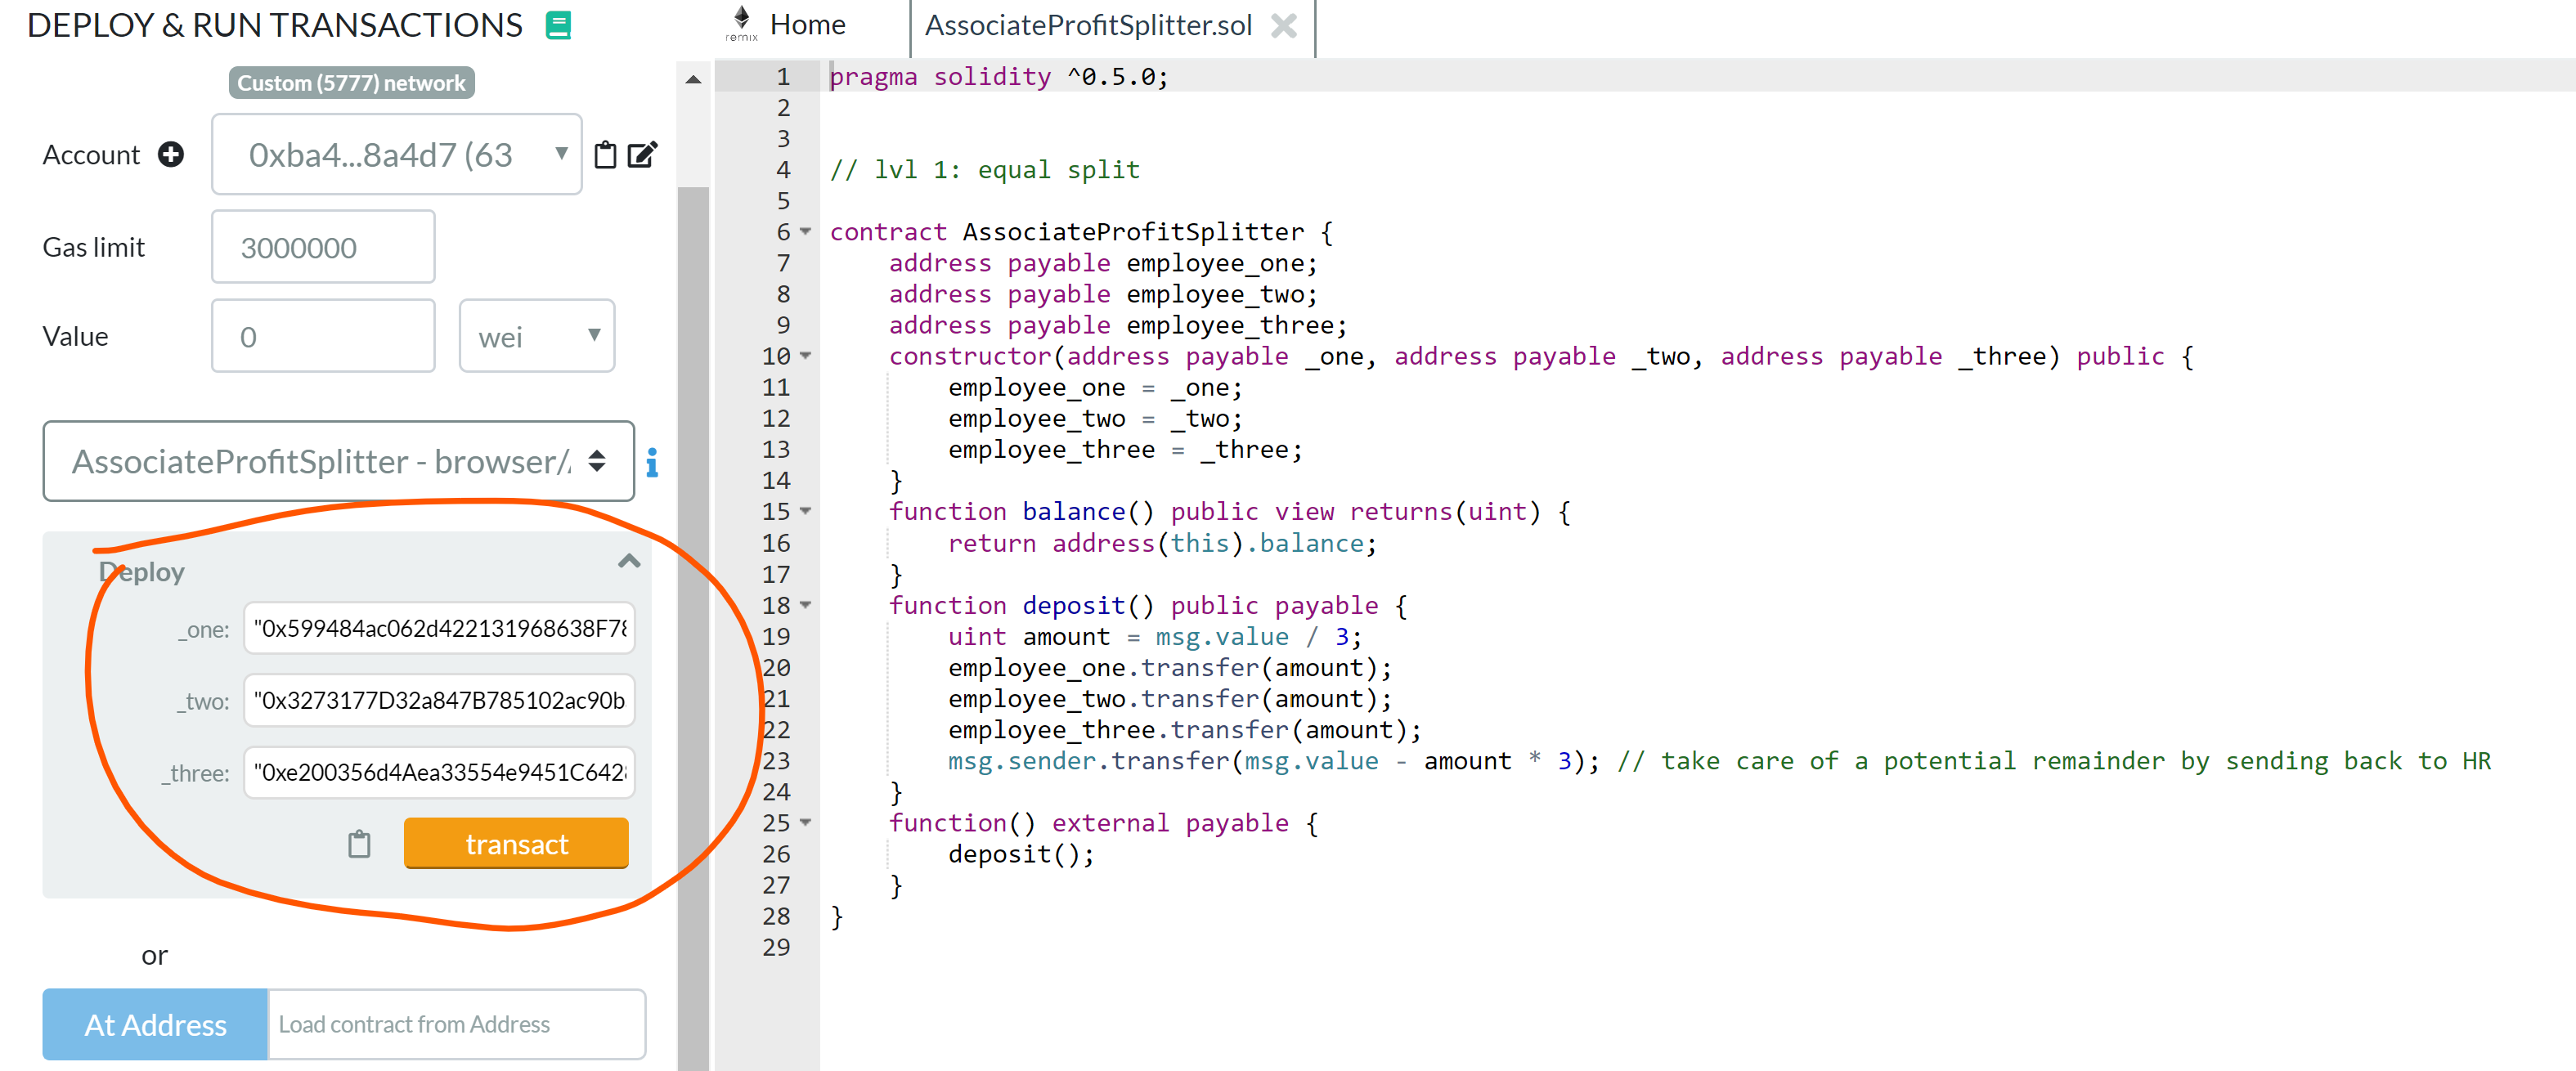 DEPLOY & RUN TRANSACTIONS
Custom (5777) network
Account
0xba4...8a4d7 (63
Gas limit
3000000
Value
0
wei
AssociateProfitSplitter - browser/
Deploy
_one:
"0x599484ac062d422131968638F78
_two:
"0x3273177D32a847B785102ac90b
_three:
"0xe200356d4Aea33554e9451C642
transact
or
At Address
Load contract from Address
remix
Home
AssociateProfitSplitter.sol
1 pragma solidity ^0.5.0;
2
3
4 // lvl 1: equal split
5
6 contract AssociateProfitSplitter {
7     address payable employee_one;
8     address payable employee_two;
9     address payable employee_three;
10     constructor(address payable _one, address payable _two, address payable _three) public {
11         employee_one = _one;
12         employee_two = _two;
13         employee_three = _three;
14     }
15     function balance() public view returns(uint) {
16         return address(this).balance;
17     }
18     function deposit() public payable {
19         uint amount = msg.value / 3;
20         employee_one.transfer(amount);
21         employee_two.transfer(amount);
22         employee_three.transfer(amount);
23         msg.sender.transfer(msg.value - amount * 3); // take care of a potential remainder by sending back to HR
24     }
25     function() external payable {
26         deposit();
27     }
28 }
29